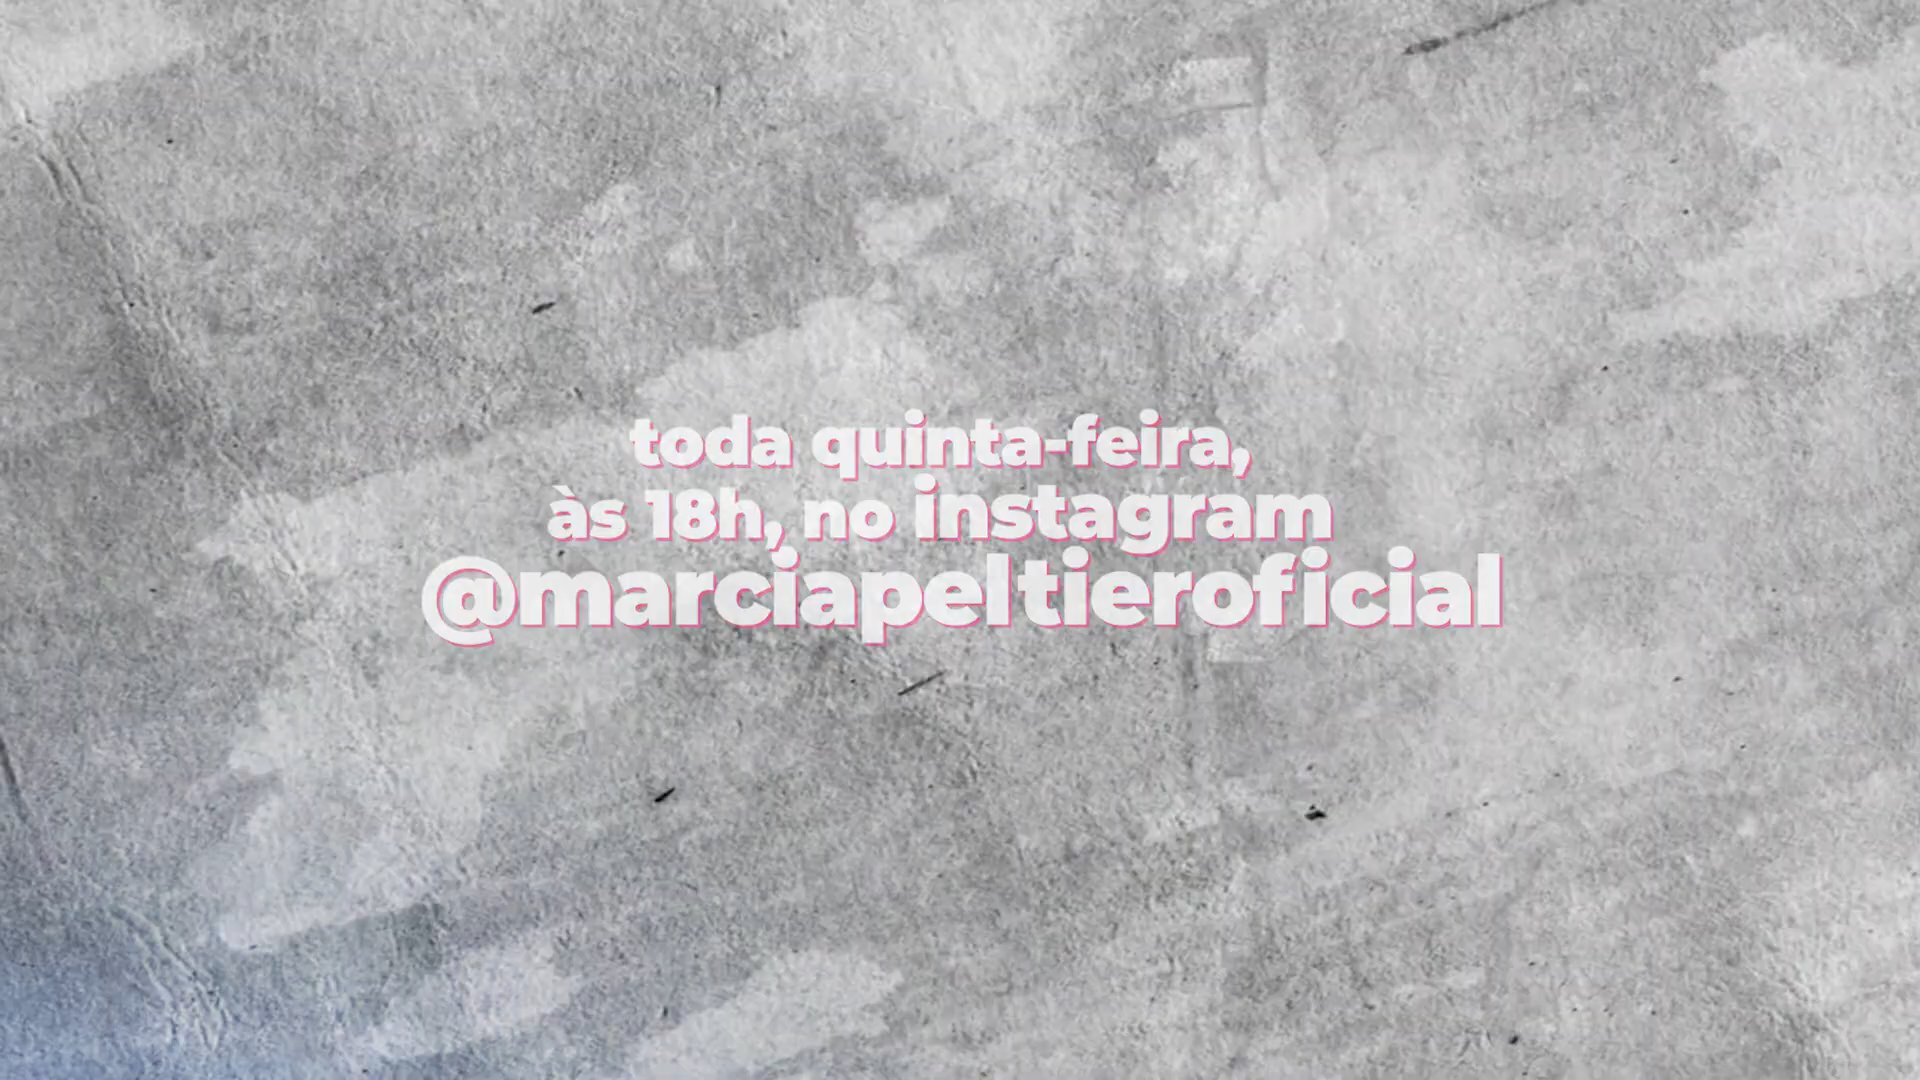 toda quinta-feira,
às 18h, no instagram
@marciapeltieroficial